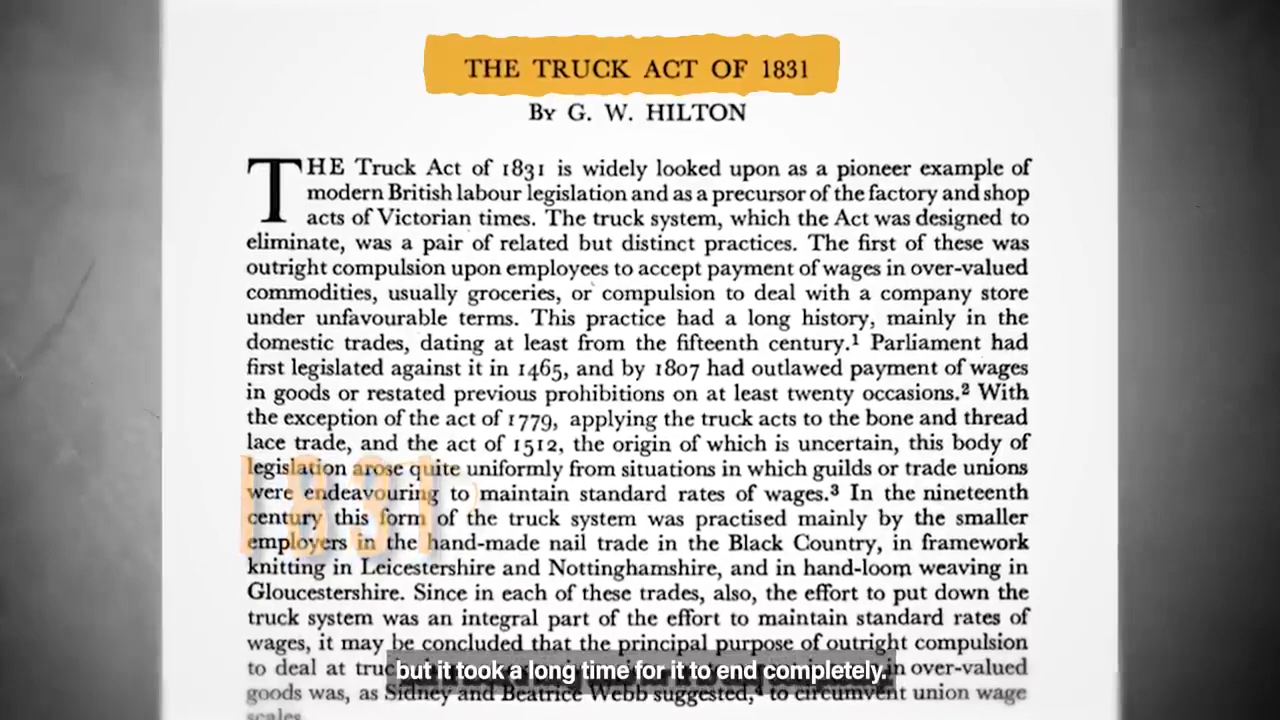 THE TRUCK ACT OF 1831
By G. W. HILTON
THE Truck Act of 1831 is widely looked upon as a pioneer example of
modern British labour legislation and as a precursor of the factory and shop
acts of Victorian times. The truck system, which the Act was designed to
eliminate, was a pair of related but distinct practices. The first of these was
outright compulsion upon employees to accept payment of wages in over-valued
commodities, usually groceries, or compulsion to deal with a company store
under unfavourable terms. This practice had a long history, mainly in the
domestic trades, dating at least from the fifteenth century.¹ Parliament had
first legislated against it in 1465, and by 1807 had outlawed payment of wages
in goods or restated previous prohibitions on at least twenty occasions.² With
the exception of the act of 1779, applying the truck acts to the bone and thread
lace trade, and the act of 1512, the origin of which is uncertain, this body of
legislation arose quite uniformly from situations in which guilds or trade unions
were endeavouring to maintain standard rates of wages.³ In the nineteenth
century this form of the truck system was practised mainly by the smaller
employers in the hand-made nail trade in the Black Country, in framework
knitting in Leicestershire and Nottinghamshire, and in hand-loom weaving in
Gloucestershire. Since in each of these trades, also, the effort to put down the
truck system was an integral part of the effort to maintain standard rates of
wages, it may be concluded that the principal purpose of outright compulsion
to deal at in over-valued
goods was, as Sidney and Beatrice Webb suggested,⁴ to circumvent union wage
scales.
1831
but it took a long time for it to end completely.